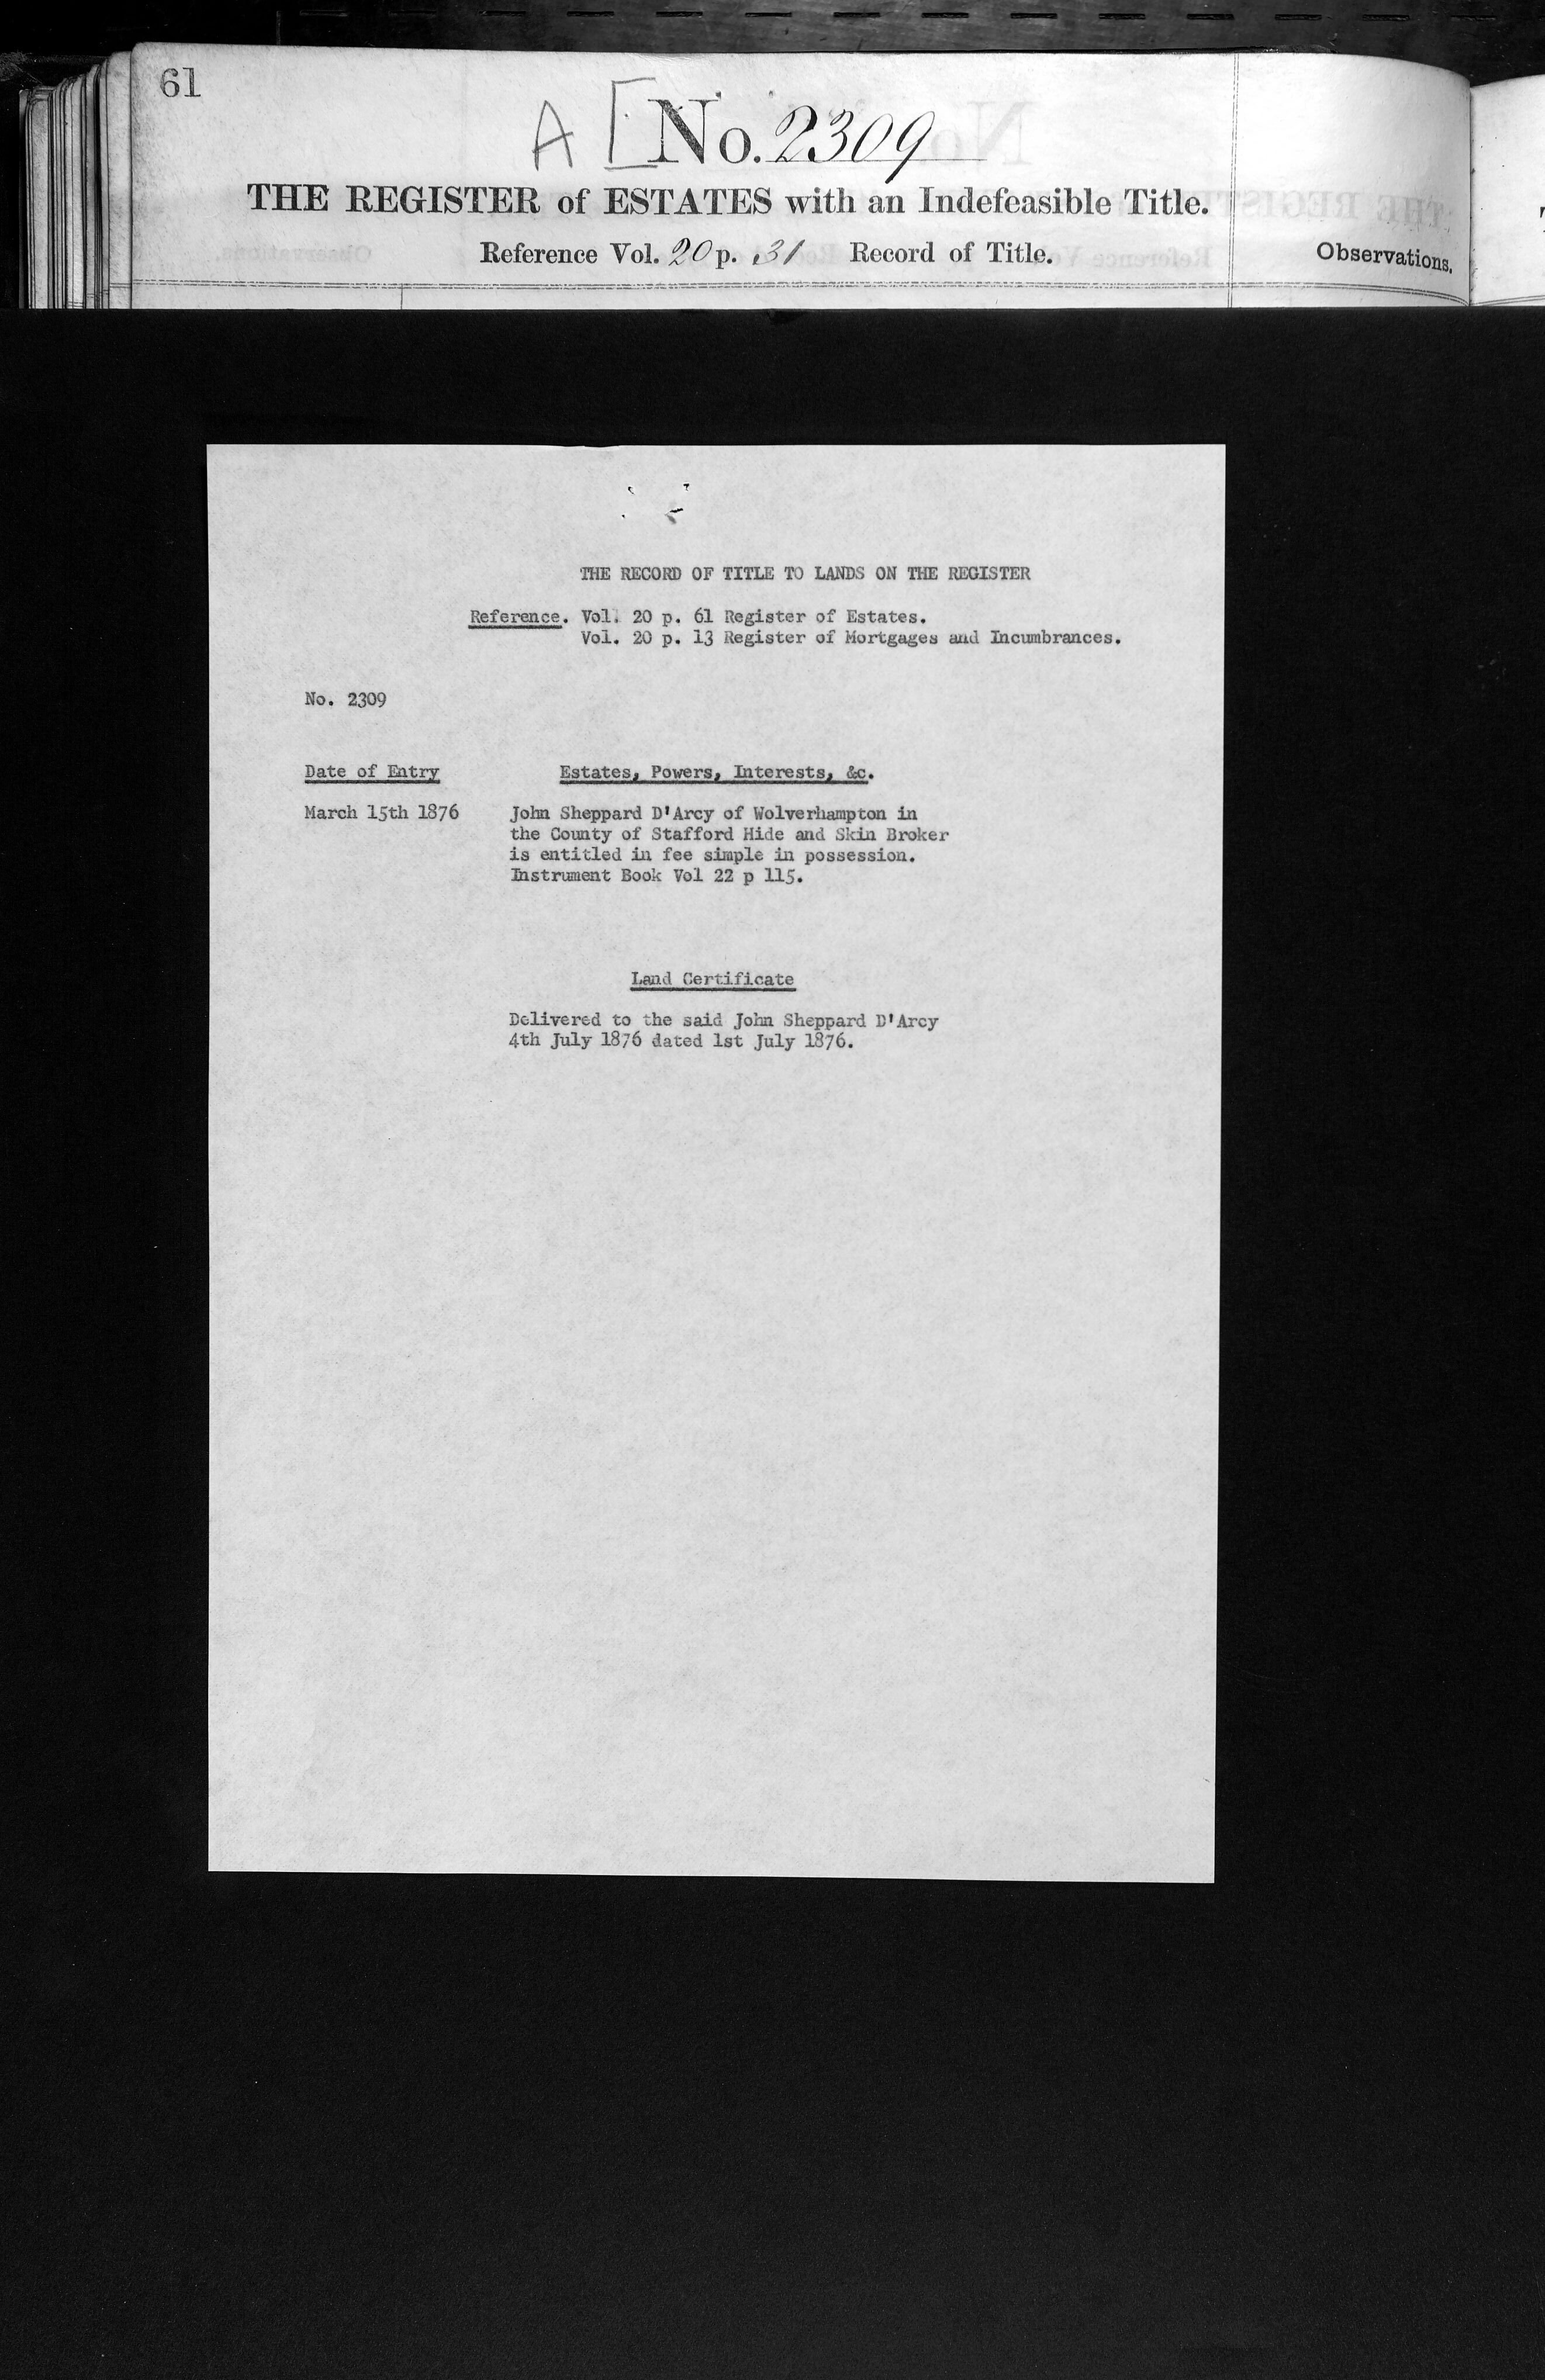 61
A [ No. 2309
THE REGISTER of ESTATES with an Indefeasible Title.
Reference Vol. 20 p. 31 Record of Title.
Observations.
THE RECORD OF TITLE TO LANDS ON THE REGISTER
Reference. Vol. 20 p. 61 Register of Estates.
Vol. 20 p. 13 Register of Mortgages and Incumbrances.
No. 2309
Date of Entry Estates, Powers, Interests, &c.
March 15th 1876 John Sheppard D'Arcy of Wolverhampton in
the County of Stafford Hide and Skin Broker
is entitled in fee simple in possession.
Instrument Book Vol 22 p 115.
Land Certificate
Delivered to the said John Sheppard D'Arcy
4th July 1876 dated 1st July 1876.